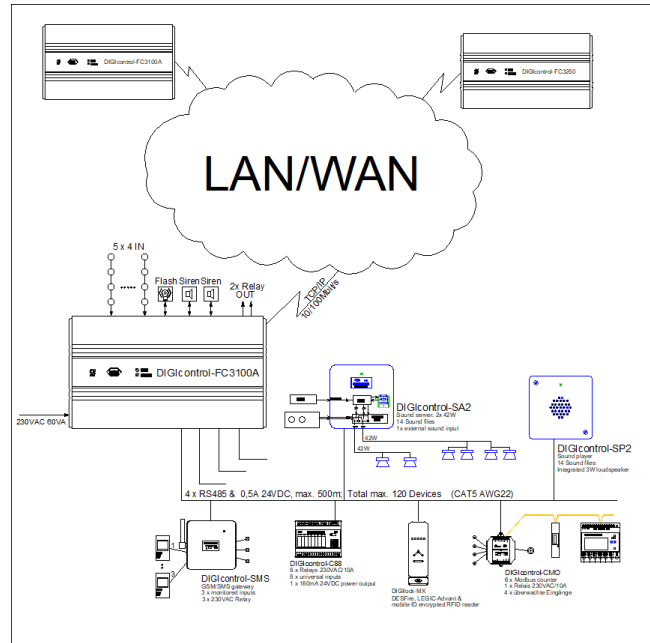 DIGIcontrol-FC3100A
DIGIcontrol-FC3250
LAN/WAN
5 x 4 IN
Flash Siren Siren
2x Relay
OUT
TCP/IP
10/100Mbit/s
DIGIcontrol-FC3100A
230VAC 60VA
DIGIcontrol-SA2
Sound server, 2x 42W
14 Sound files
1x external sound input
42W
42W
DIGIcontrol-SP2
Sound player
14 Sound files
Integrated 3W loudspeaker
4 x RS485 & 0,5A 24VDC, max. 500m; Total max. 120 Devices (CAT5 AWG22)
1
3
DIGIcontrol-SMS
GSM/SMS gateway
3 x monitored inputs
3 x 230VAC Relay
DIGIcontrol-C88
8 x Relays 230VAC/10A
8 x universal inputs
1 x 160mA 24VDC power output
DIGIlock-MX
DESFire, LEGIC-Advant &
mobile-ID encrypted RFID reader
DIGIcontrol-CMO
6 x Modbus counter
1 x Relais 230VAC/10A
4 x überwachte Eingänge